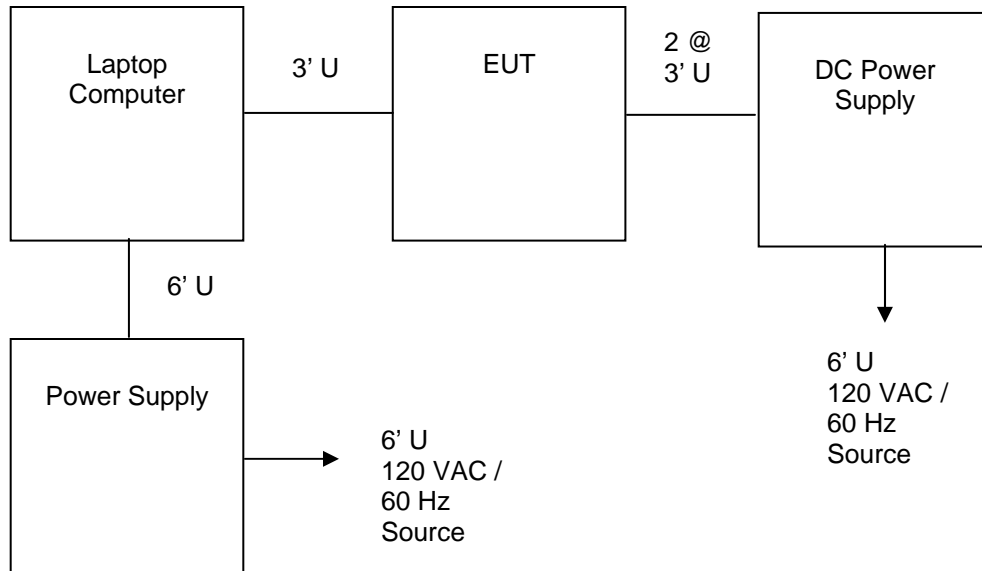 Laptop
Computer
3’ U
EUT
2 @
3’ U
DC Power
Supply
6’ U
Power Supply
6’ U
120 VAC /
60 Hz
Source
6’ U
120 VAC /
60 Hz
Source